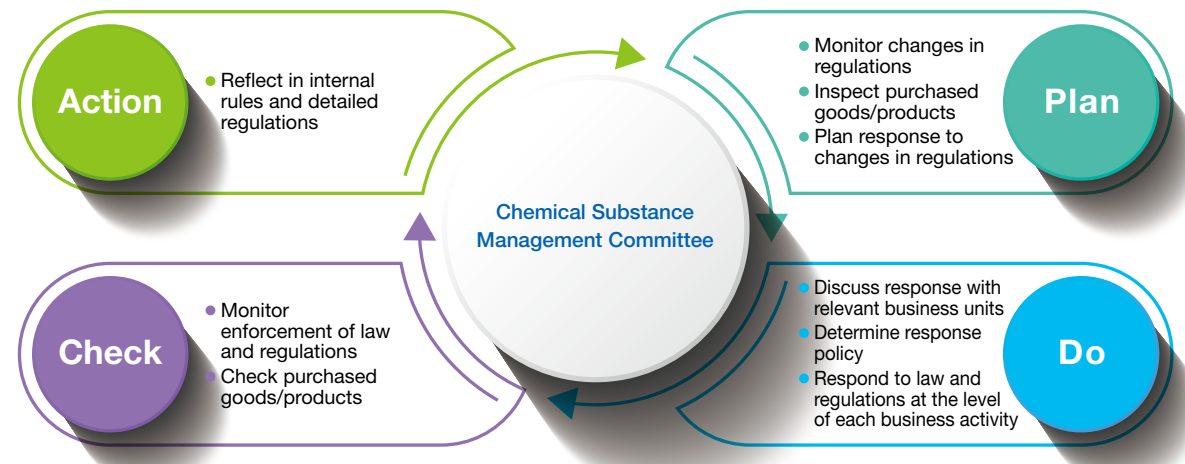 Action
● Reflect in internal
rules and detailed
regulations
● Monitor changes in
regulations
● Inspect purchased
goods/products
● Plan response to
changes in regulations
Plan
Chemical Substance
Management Committee
Check
● Monitor
enforcement of law
and regulations
● Check purchased
goods/products
● Discuss response with
relevant business units
● Determine response
policy
● Respond to law and
regulations at the level
of each business activity
Do